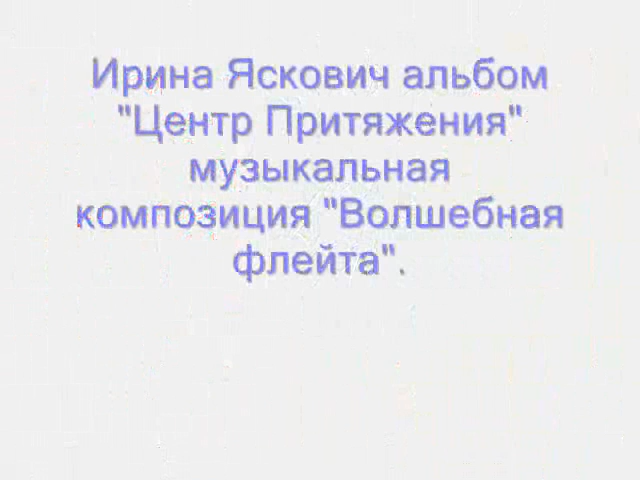 Ирина Яскович альбом
"Центр Притяжения"
музыкальная
композиция "Волшебная
флейта".